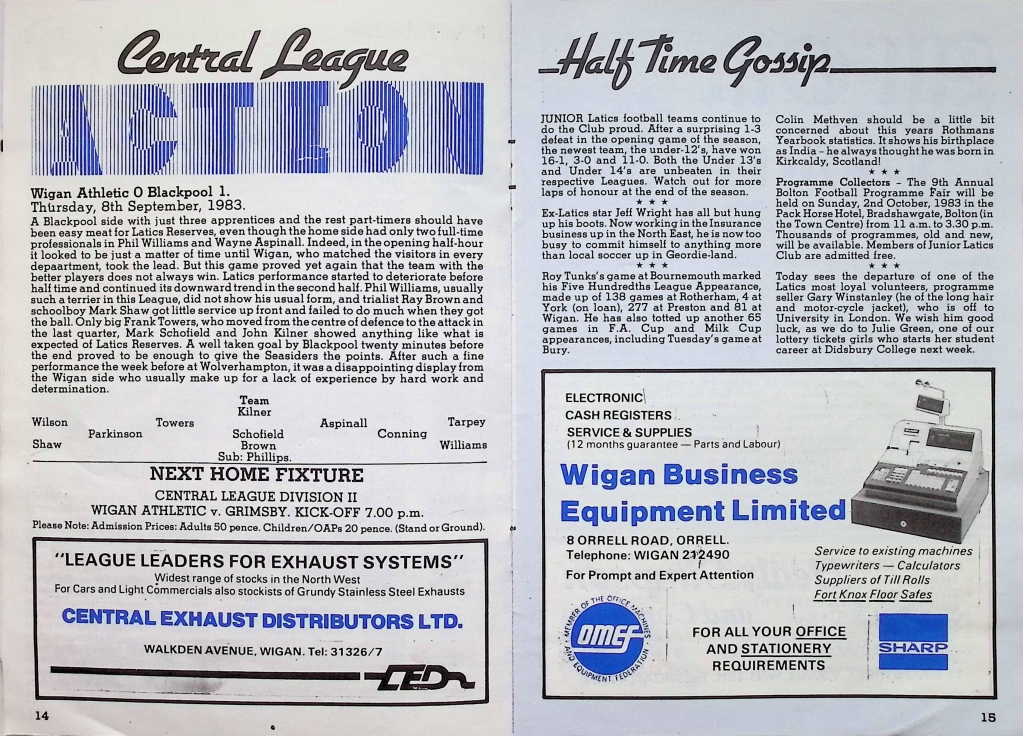 Central League
ACTION
Wigan Athletic O Blackpool 1.
Thursday, 8th September, 1983.
A Blackpool side with just three apprentices and the rest part-timers should have
been easy meat for Latics Reserves, even though the home side had only two full-time
professionals in Phil Williams and Wayne Aspinall. Indeed, in the opening half-hour
it looked to be just a matter of time until Wigan, who matched the visitors in every
depaartment, took the lead. But this game proved yet again that the team with the
better players does not always win. Latics performance started to deteriorate before
half time and continued its downward trend in the second half. Phil Williams, usually
such a terrier in this League, did not show his usual form, and trialist Ray Brown and
schoolboy Mark Shaw got little service up front and failed to do much when they got
the ball. Only big Frank Towers, who moved from the centre of defence to the attack in
the last quarter, Mark Schofield and John Kilner showed anything like what is
expected of Latics Reserves. A well taken goal by Blackpool twenty minutes before
the end proved to be enough to give the Seasiders the points. After such a fine
performance the week before at Wolverhampton, it was a disappointing display from
the Wigan side who usually make up for a lack of experience by hard work and
determination.
Team
Kilner
Wilson Towers Aspinall Tarpey
Parkinson Schofield Conning
Shaw Brown Williams
Sub: Phillips.
NEXT HOME FIXTURE
CENTRAL LEAGUE DIVISION II
WIGAN ATHLETIC v. GRIMSBY. KICK-OFF 7.00 p.m.
Please Note: Admission Prices: Adults 50 pence. Children/OAPs 20 pence. (Stand or Ground).
"LEAGUE LEADERS FOR EXHAUST SYSTEMS"
Widest range of stocks in the North West
For Cars and Light Commercials also stockists of Grundy Stainless Steel Exhausts
CENTRAL EXHAUST DISTRIBUTORS LTD.
WALKDEN AVENUE, WIGAN. Tel: 31326/7
CED
14
Half Time Gossip
JUNIOR Latics football teams continue to
do the Club proud. After a surprising 1-3
defeat in the opening game of the season,
the newest team, the under-12's, have won
16-1, 3-0 and 11-0. Both the Under 13's
and Under 14's are unbeaten in their
respective Leagues. Watch out for more
laps of honour at the end of the season.
* * *
Ex-Latics star Jeff Wright has all but hung
up his boots. Now working in the Insurance
business up in the North East, he is now too
busy to commit himself to anything more
than local soccer up in Geordie-land.
* * *
Roy Tunks's game at Bournemouth marked
his Five Hundredths League Appearance,
made up of 138 games at Rotherham, 4 at
York (on loan), 277 at Preston and 81 at
Wigan. He has also totted up another 65
games in F.A. Cup and Milk Cup
appearances, including Tuesday's game at
Bury.
Colin Methven should be a little bit
concerned about this years Rothmans
Yearbook statistics. It shows his birthplace
as India – he always thought he was born in
Kirkcaldy, Scotland!
* * *
Programme Collectors – The 9th Annual
Bolton Football Programme Fair will be
held on Sunday, 2nd October, 1983 in the
Pack Horse Hotel, Bradshawgate, Bolton (in
the Town Centre) from 11 a.m. to 3.30 p.m.
Thousands of programmes, old and new,
will be available. Members of Junior Latics
Club are admitted free.
* * *
Today sees the departure of one of the
Latics most loyal volunteers, programme
seller Gary Winstanley (he of the long hair
and motor-cycle jacket), who is off to
University in London. We wish him good
luck, as we do to Julie Green, one of our
lottery tickets girls who starts her student
career at Didsbury College next week.
ELECTRONIC
CASH REGISTERS
SERVICE & SUPPLIES
(12 months guarantee — Parts and Labour)
Wigan Business
Equipment Limited
8 ORRELL ROAD, ORRELL.
Telephone: WIGAN 212490
For Prompt and Expert Attention
Service to existing machines
Typewriters — Calculators
Suppliers of Till Rolls
Fort Knox Floor Safes
MEMBER OF THE OFFICE MACHINES
omef
AND EQUIPMENT FEDERATION
FOR ALL YOUR OFFICE
AND STATIONERY
REQUIREMENTS
SHARP
15